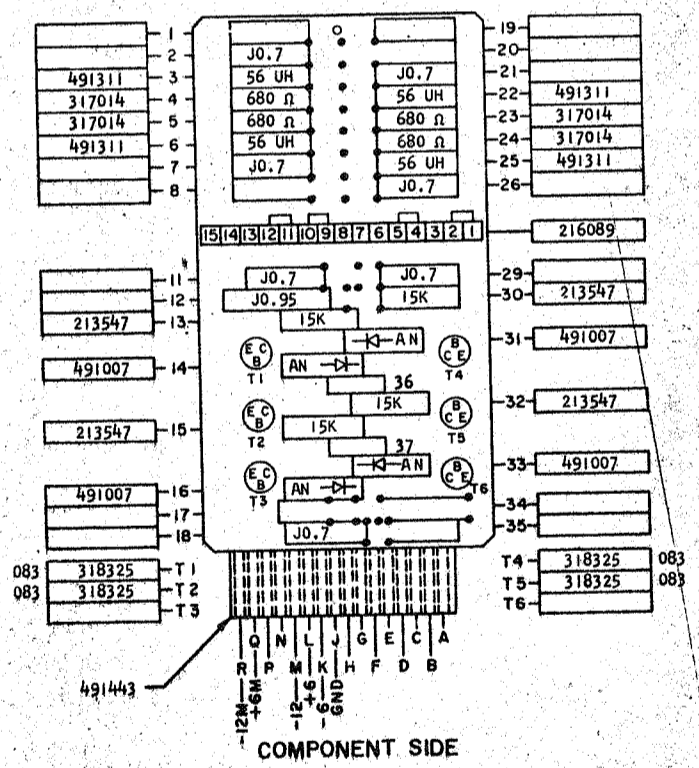 1 19
2 J0.7 20
491311 3 56 UH J0.7 21
317014 4 680 Ω 56 UH 22 491311
317014 5 680 Ω 680 Ω 23 317014
491311 6 56 UH 680 Ω 24 317014
7 J0.7 56 UH 25 491311
8 J0.7 26
15 14 13 12 11 10 9 8 7 6 5 4 3 2 1 216089
11 J0.7 J0.7 29
12 J0.95 15K 30 213547
213547 13 15K
AN 31 491007
E C B T1 B C E T4
491007 14 AN
36
15K 32 213547
E C B T2 B C E T5
213547 15 15K
37
AN 33 491007
E C B T3 B C E T6
491007 16 AN
17 34
18 J0.7 35
083 318325 T1 T4 318325 083
083 318325 T2 T5 318325 083
T3 T6
Q N L J G E C A
R P M K H F D B
491443
-12M +6M -12 +6 -6 GND
COMPONENT SIDE